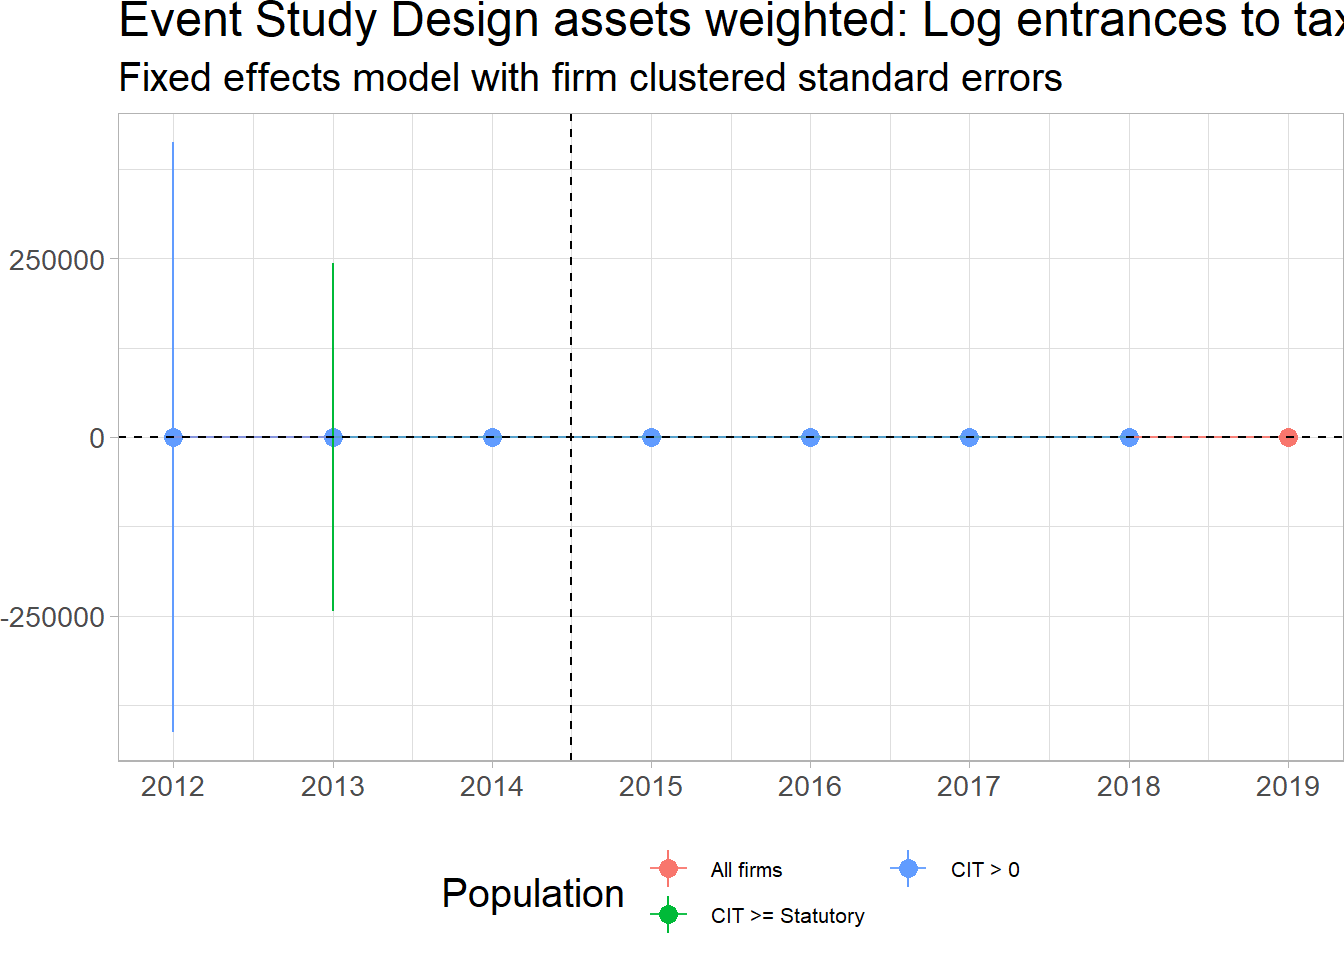 Event Study Design assets weighted: Log entrances to tax
Fixed effects model with firm clustered standard errors
250000
0
-250000
2012 2013 2014 2015 2016 2017 2018 2019
Population
All firms
CIT > 0
CIT >= Statutory